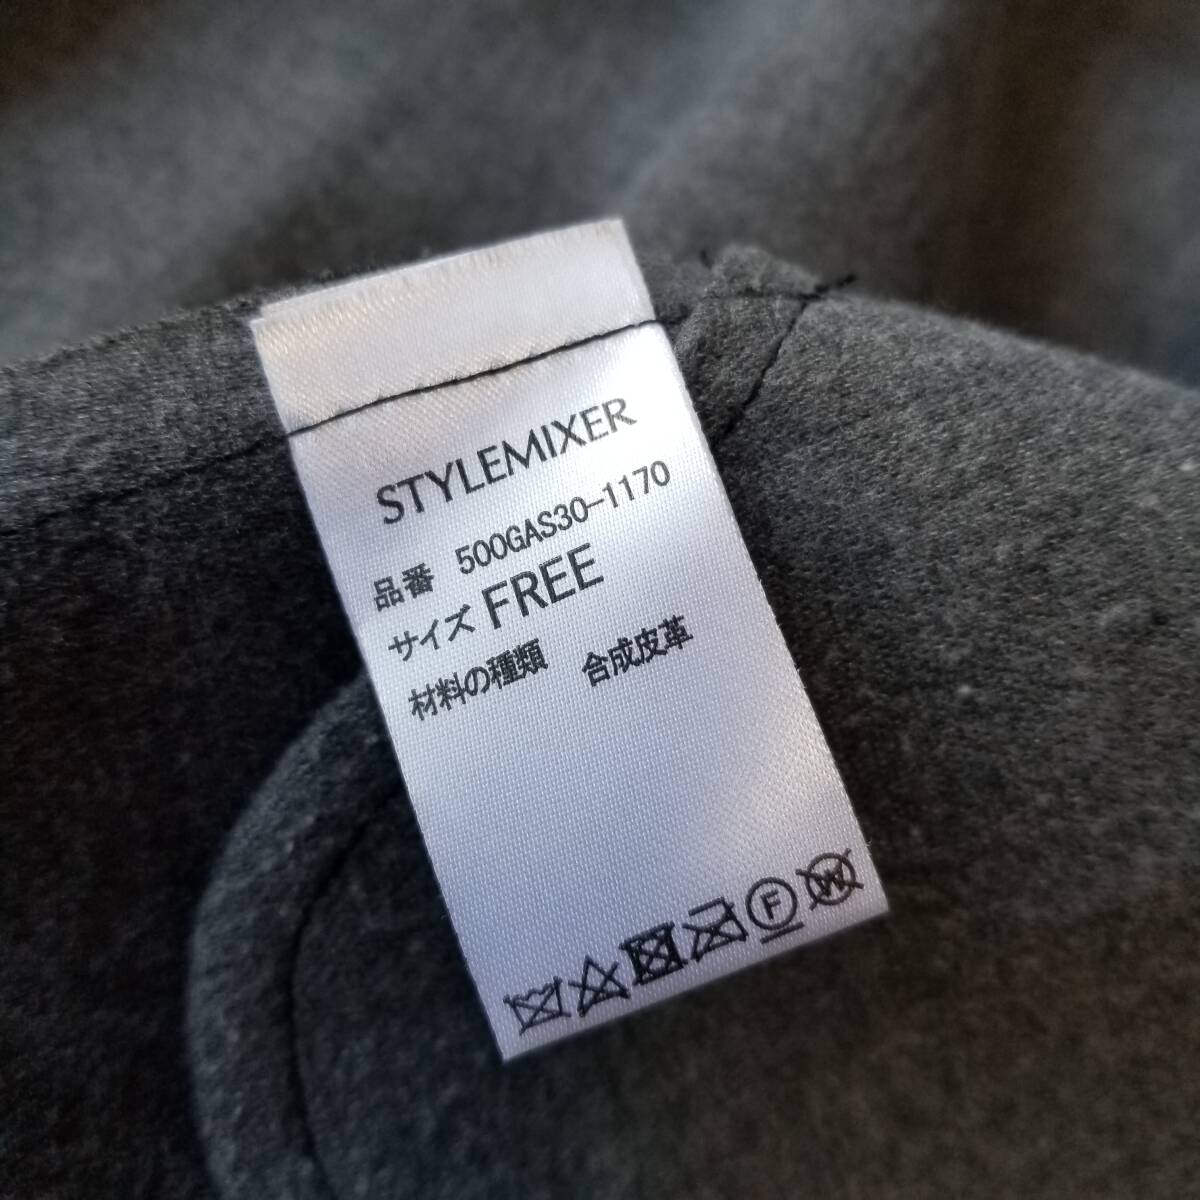 STYLEMIXER
品番 500GAS30-1170
サイズ FREE
材料の種類 合成皮革
F W